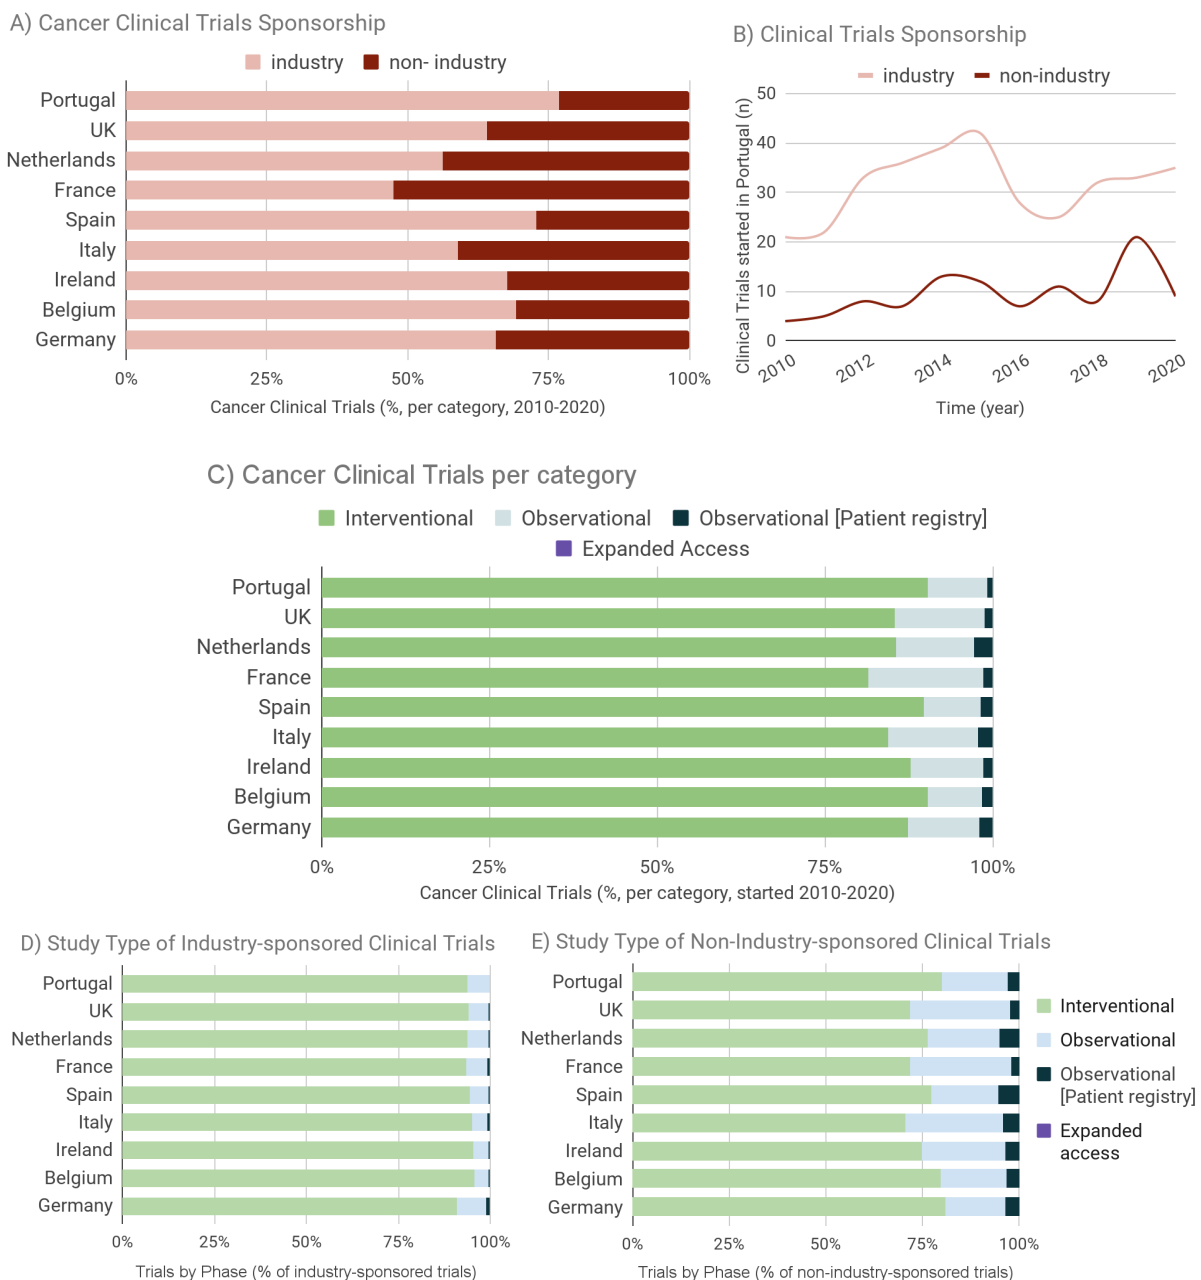 A) Cancer Clinical Trials Sponsorship
industry
non- industry
Portugal
UK
Netherlands
France
Spain
Italy
Ireland
Belgium
Germany
0%
25%
50%
75%
100%
Cancer Clinical Trials (%, per category, 2010-2020)
B) Clinical Trials Sponsorship
industry
non-industry
Clinical Trials started in Portugal (n)
50
40
30
20
10
0
2010
2012
2014
2016
2018
2020
Time (year)
C) Cancer Clinical Trials per category
Interventional
Observational
Observational [Patient registry]
Expanded Access
Portugal
UK
Netherlands
France
Spain
Italy
Ireland
Belgium
Germany
0%
25%
50%
75%
100%
Cancer Clinical Trials (%, per category, started 2010-2020)
D) Study Type of Industry-sponsored Clinical Trials
Portugal
UK
Netherlands
France
Spain
Italy
Ireland
Belgium
Germany
0%
25%
50%
75%
100%
Trials by Phase (% of industry-sponsored trials)
E) Study Type of Non-Industry-sponsored Clinical Trials
Portugal
UK
Netherlands
France
Spain
Italy
Ireland
Belgium
Germany
0%
25%
50%
75%
100%
Trials by Phase (% of non-industry-sponsored trials)
Interventional
Observational
Observational
[Patient registry]
Expanded
access